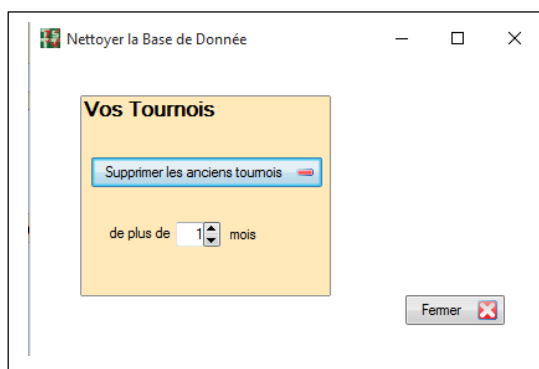 Nettoyer la Base de Donnée
Vos Tournois
Supprimer les anciens tournois
de plus de 1 mois
Fermer